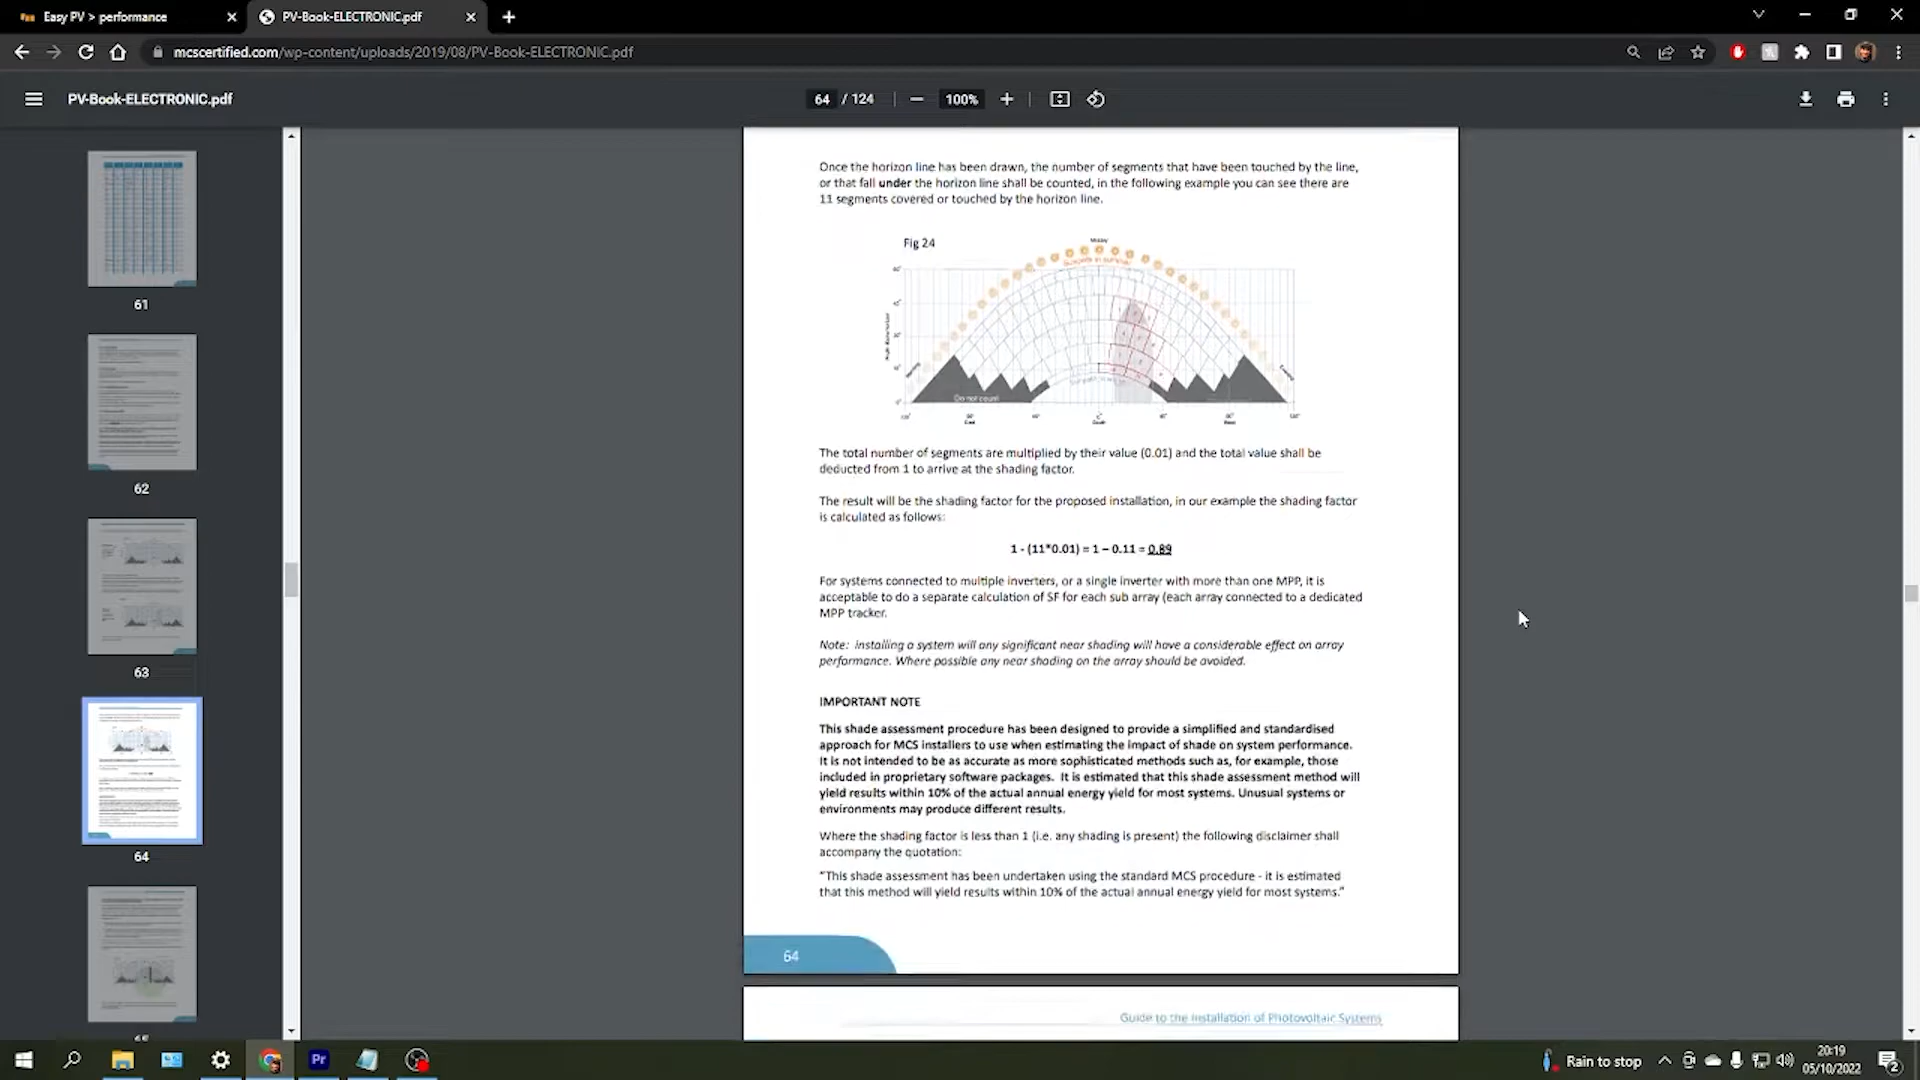 Easy PV > performance
PV-Book-ELECTRONIC.pdf
mcscertified.com/wp-content/uploads/2019/08/PV-Book-ELECTRONIC.pdf
PV-Book-ELECTRONIC.pdf
64 / 124
100%
61
62
63
64
Once the horizon line has been drawn, the number of segments that have been touched by the line,
or that fall under the horizon line shall be counted, in the following example you can see there are
11 segments covered or touched by the horizon line.
Fig 24
Midday
Sunpath in summer
Morning
Evening
Do not count
East
South
West
The total number of segments are multiplied by their value (0.01) and the total value shall be
deducted from 1 to arrive at the shading factor.
The result will be the shading factor for the proposed installation, in our example the shading factor
is calculated as follows:
1 - (11*0.01) = 1 – 0.11 = 0.89
For systems connected to multiple inverters, or a single inverter with more than one MPP, it is
acceptable to do a separate calculation of SF for each sub array (each array connected to a dedicated
MPP tracker.
Note: installing a system will any significant near shading will have a considerable effect on array
performance. Where possible any near shading on the array should be avoided.
IMPORTANT NOTE
This shade assessment procedure has been designed to provide a simplified and standardised
approach for MCS installers to use when estimating the impact of shade on system performance.
It is not intended to be as accurate as more sophisticated methods such as, for example, those
included in proprietary software packages. It is estimated that this shade assessment method will
yield results within 10% of the actual annual energy yield for most systems. Unusual systems or
environments may produce different results.
Where the shading factor is less than 1 (i.e. any shading is present) the following disclaimer shall
accompany the quotation:
"This shade assessment has been undertaken using the standard MCS procedure - it is estimated
that this method will yield results within 10% of the actual annual energy yield for most systems."
64
Guide to the Installation of Photovoltaic Systems
Pr
Rain to stop
20:19
05/10/2022
2